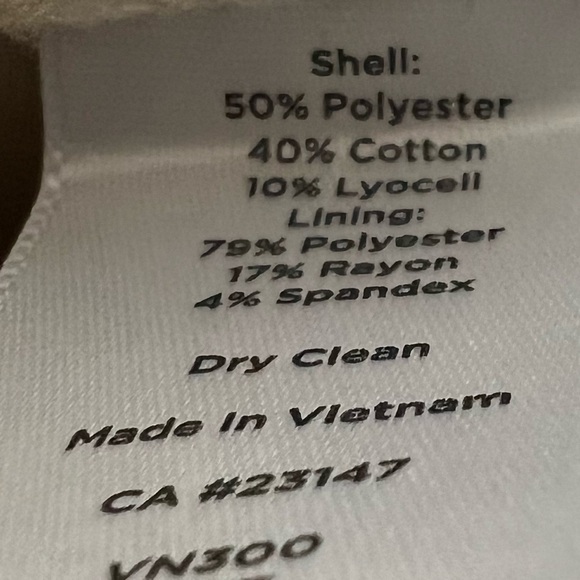 Shell:
50% Polyester
40% Cotton
10% Lyocell
Lining:
79% Polyester
17% Rayon
4% Spandex
Dry Clean
Made In Vietnam
CA #23147
VN300